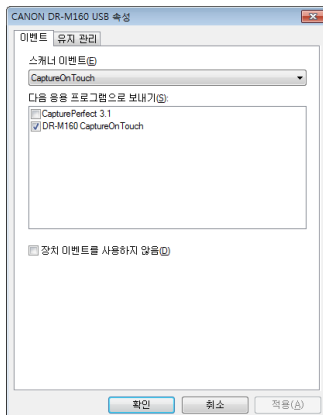 CANON DR-M160 USB 속성
이벤트 유지 관리
스캐너 이벤트(E)
CaptureOnTouch
다음 응용 프로그램으로 보내기(S):
CapturePerfect 3.1
DR-M160 CaptureOnTouch
장치 이벤트를 사용하지 않음(D)
확인 취소 적용(A)